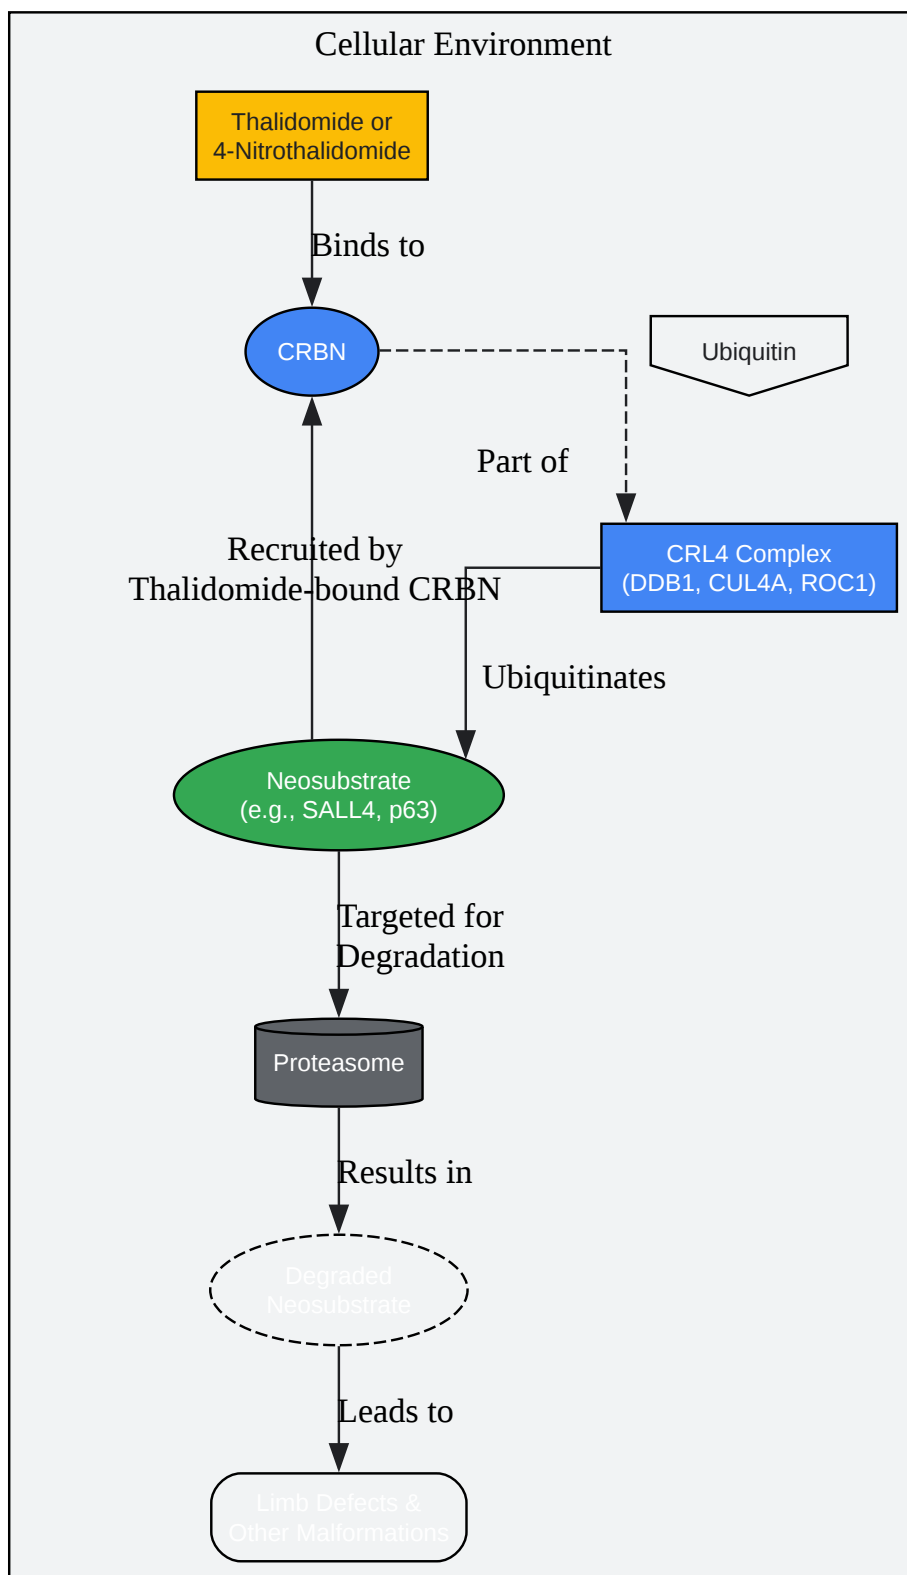 Cellular Environment
Thalidomide or
4-Nitrothalidomide
Binds to
CRBN
Ubiquitin
Part of
Recruited by
Thalidomide-bound CRBN
CRL4 Complex
(DDB1, CUL4A, ROC1)
Ubiquitinates
Neosubstrate
(e.g., SALL4, p63)
Targeted for
Degradation
Proteasome
Results in
Degraded
Neosubstrate
Leads to
Limb Defects &
Other Malformations